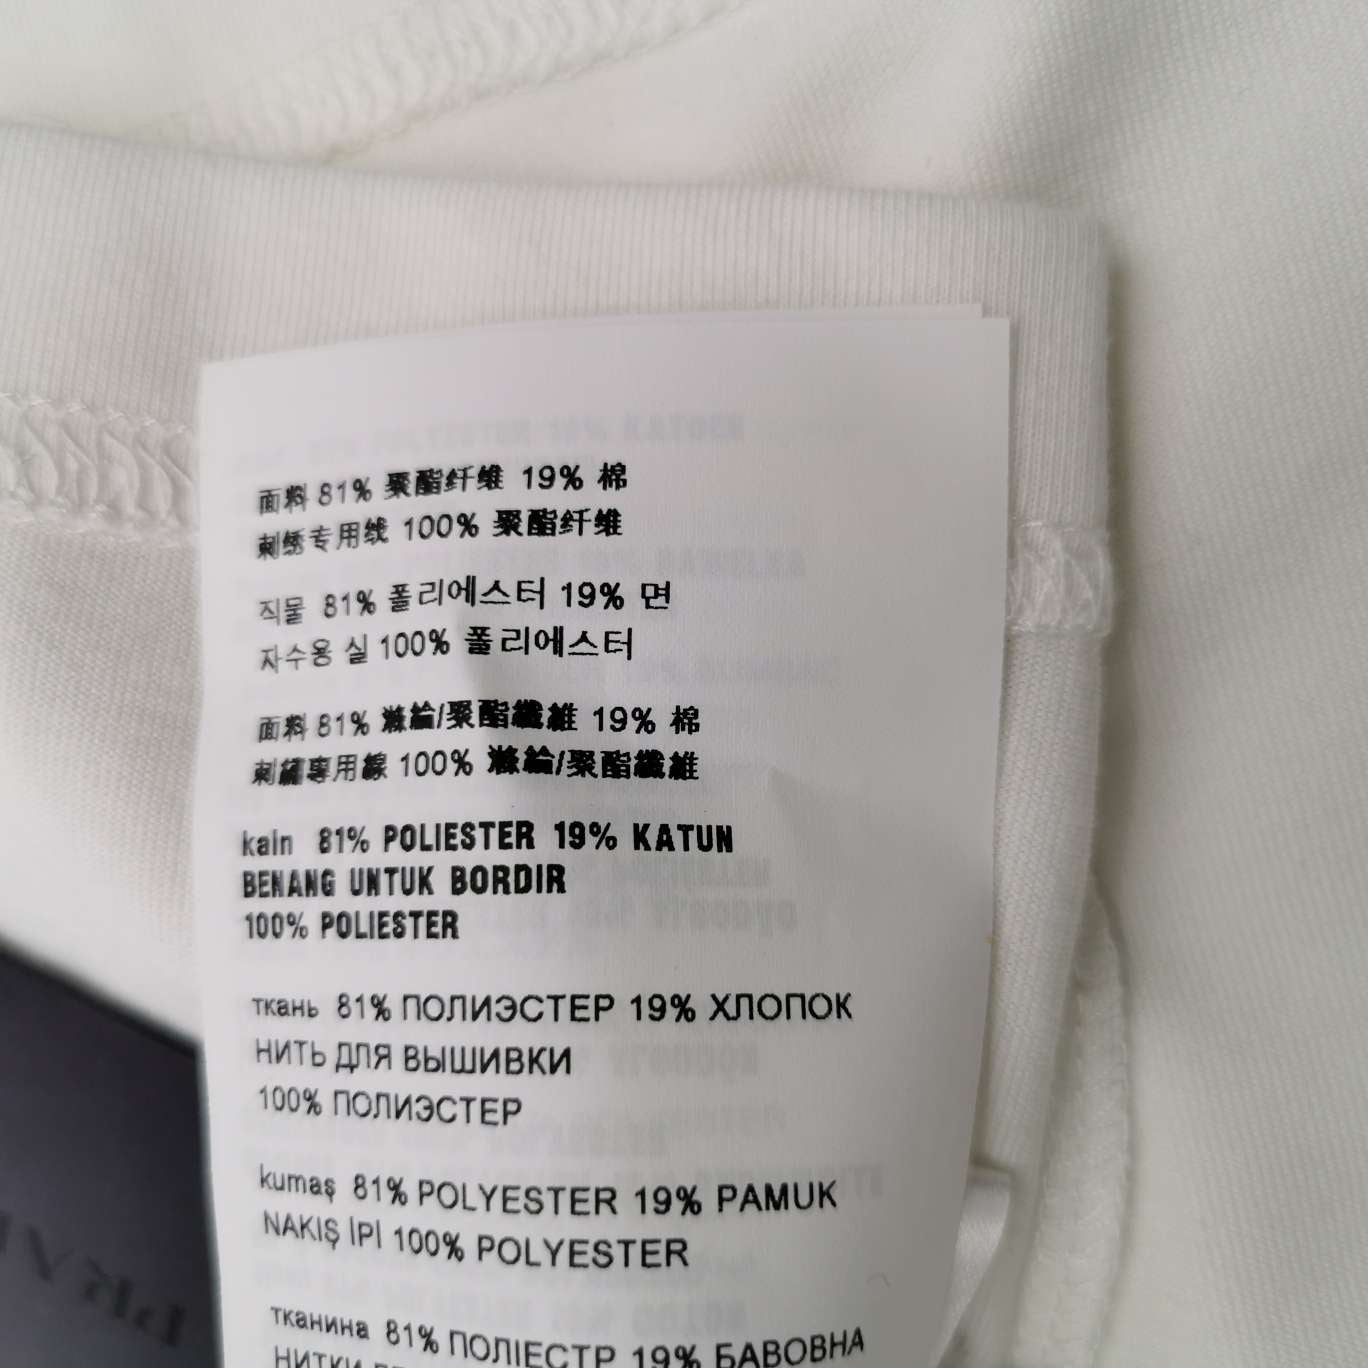 面料 81% 聚酯纤维 19% 棉
刺绣专用线 100% 聚酯纤维
직물 81% 폴리에스터 19% 면
자수용 실 100% 폴리에스터
面料 81% 滌綸/聚酯纖維 19% 棉
刺繡專用線 100% 滌綸/聚酯纖維
kain 81% POLIESTER 19% KATUN
BENANG UNTUK BORDIR
100% POLIESTER
ткань 81% ПОЛИЭСТЕР 19% ХЛОПОК
НИТЬ ДЛЯ ВЫШИВКИ
100% ПОЛИЭСТЕР
kumaş 81% POLYESTER 19% PAMUK
NAKIŞ İPİ 100% POLYESTER
тканина 81% ПОЛІЕСТР 19% БАВОВНА
НИТКИ